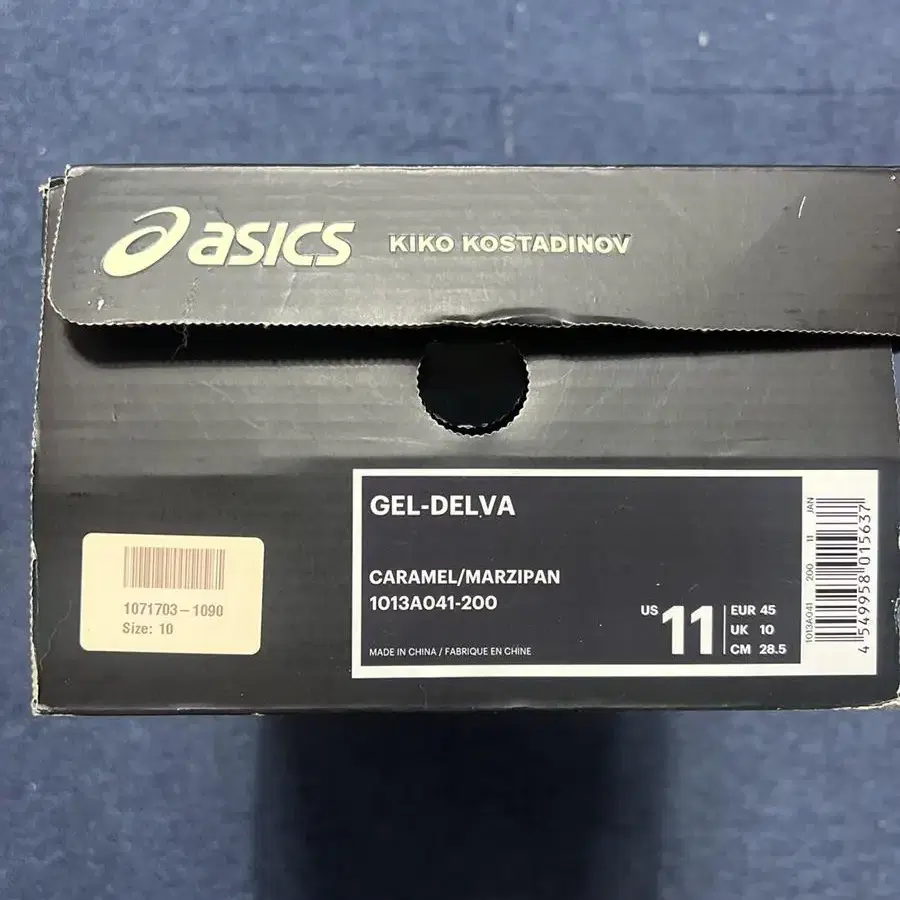 asics KIKO KOSTADINOV
GEL-DELVA
CARAMEL/MARZIPAN
1013A041-200
MADE IN CHINA / FABRIQUE EN CHINE
US 11
EUR 45
UK 10
CM 28.5
1013A041 200 11 JAN
4 549958 015637
1071703-1090
Size: 10